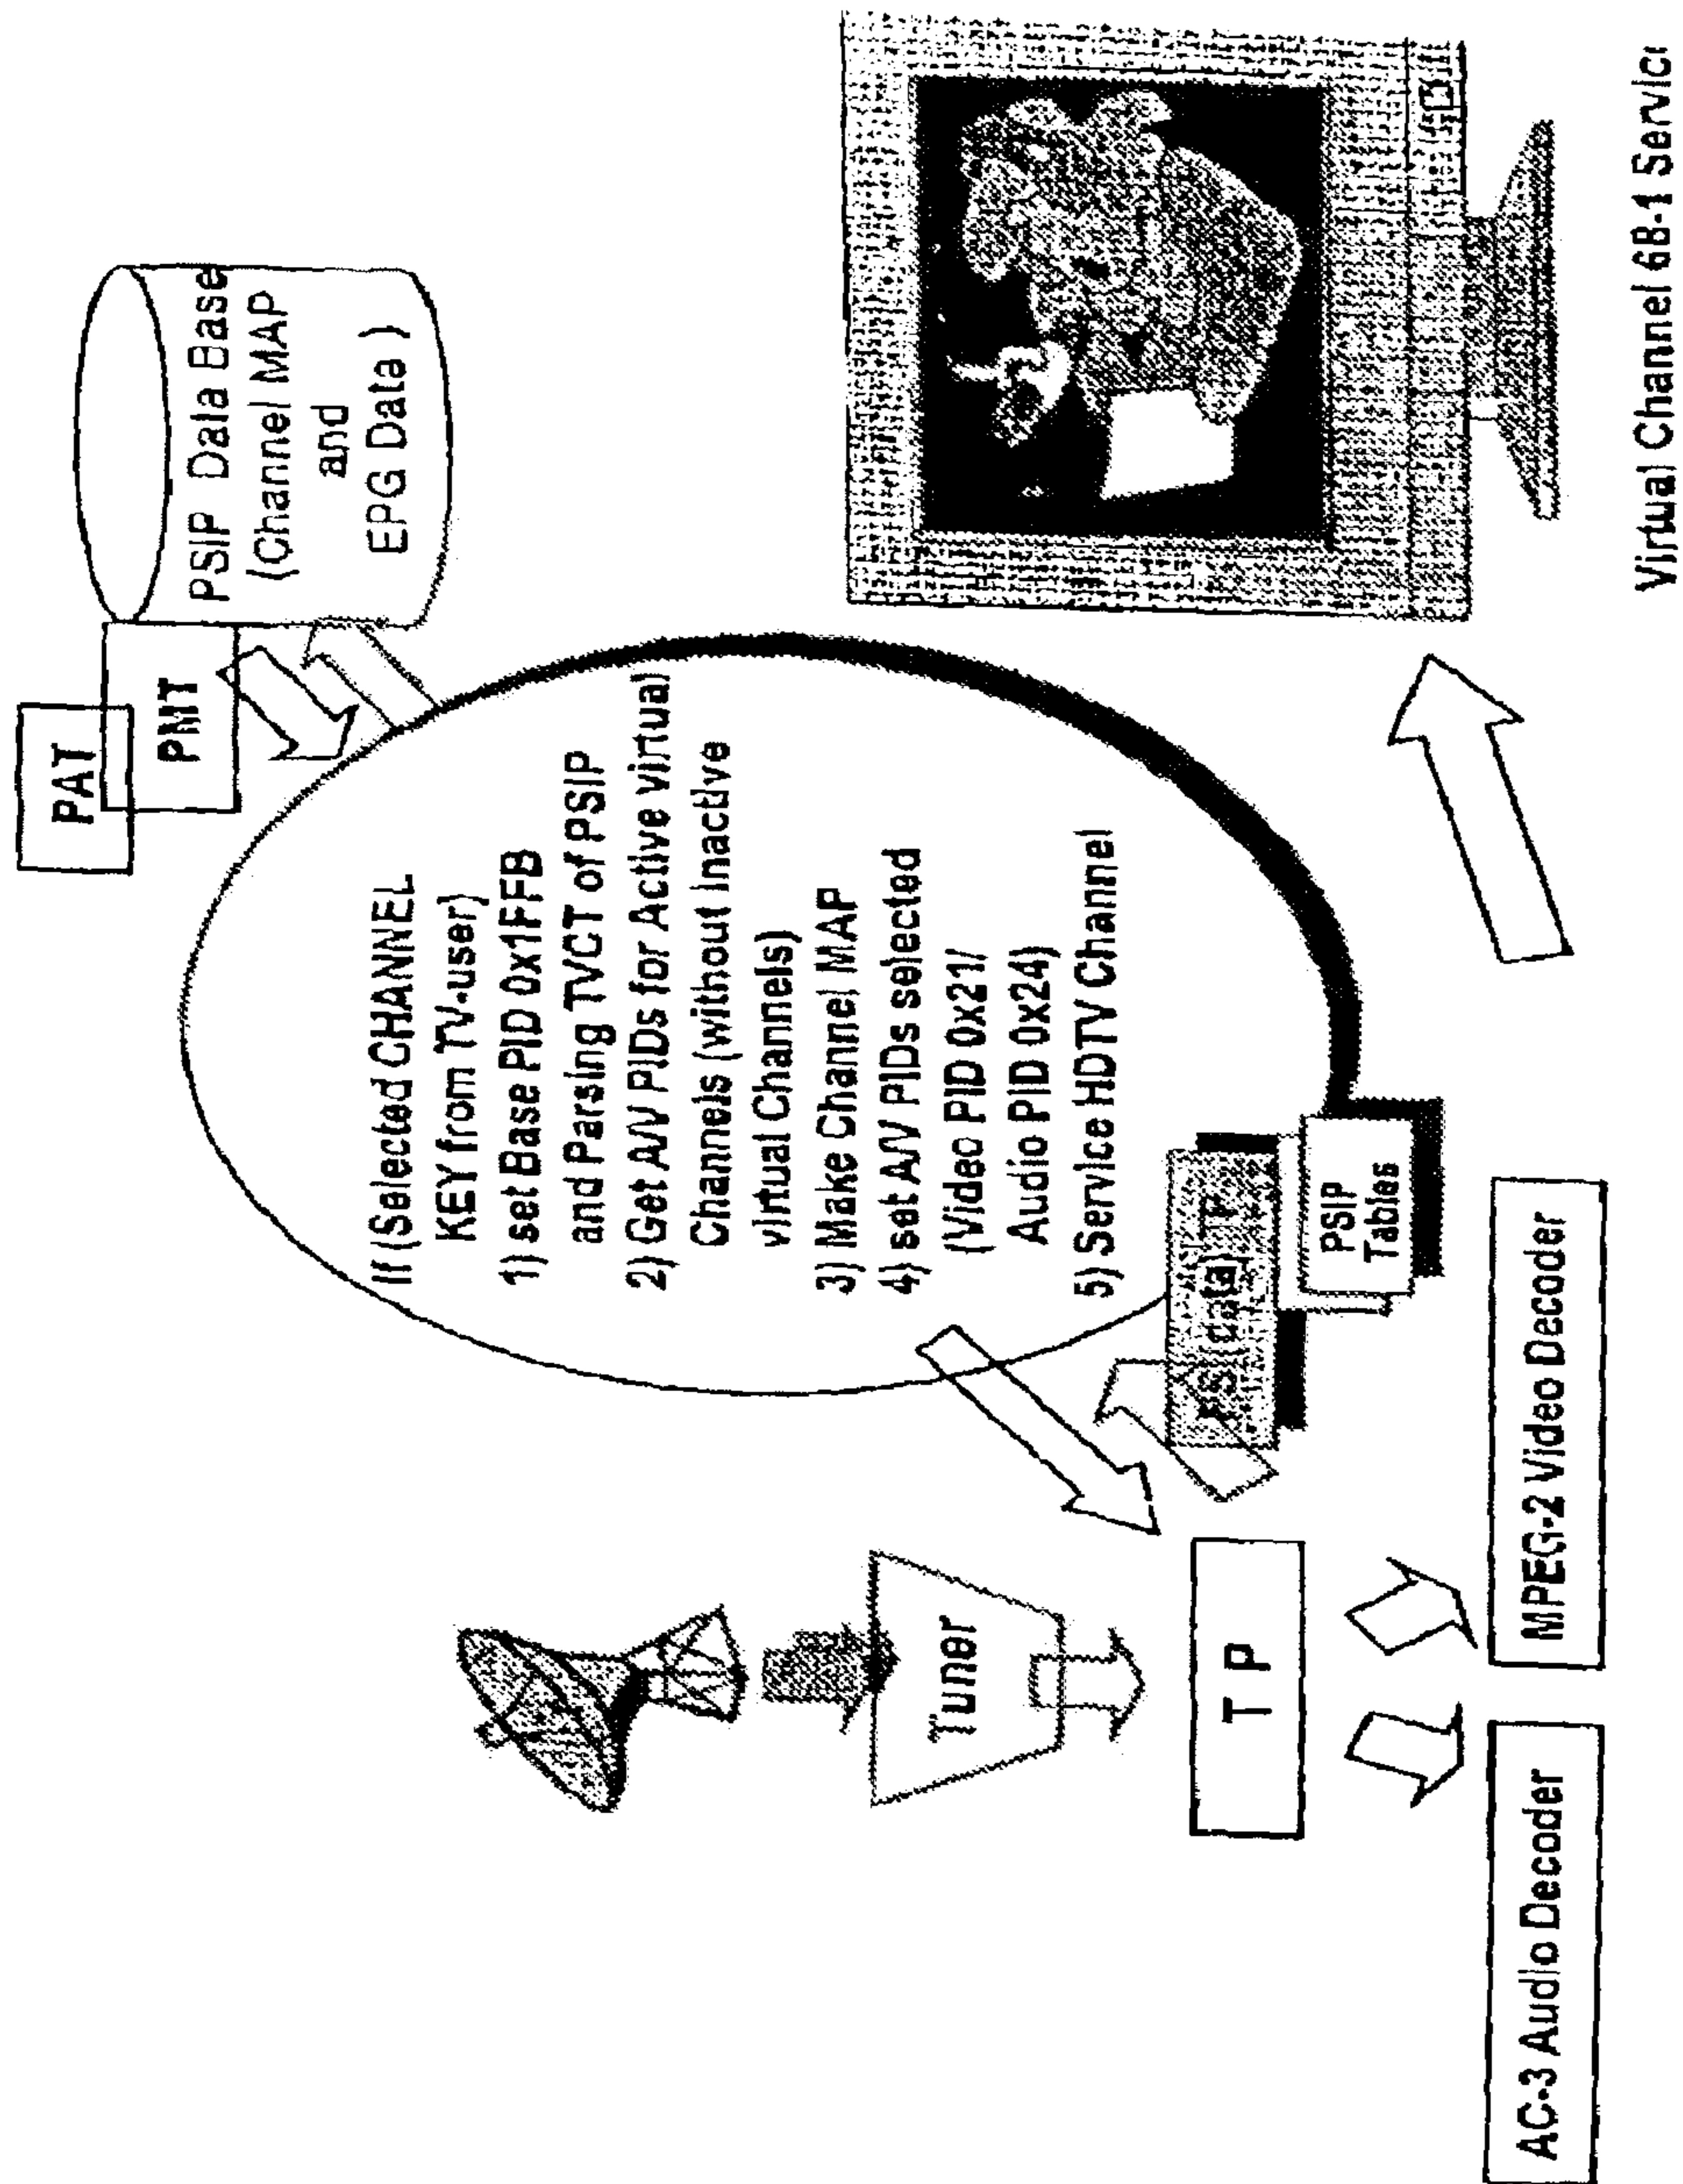 PAT
PMT
PSIP Data Base
(Channel MAP
and
EPG Data )
If (Selected CHANNEL
KEY from TV-user)
1) set Base PID 0x1FFB
and Parsing TVCT of PSIP
2) Get A/V PIDs for Active virtual
Channels (without Inactive
virtual Channels)
3) Make Channel MAP
4) set A/V PIDs selected
(Video PID 0x21/
Audio PID 0x24)
5) Service HDTV Channel
Tuner
T P
(data)
PSIP
Tables
AC-3 Audio Decoder
MPEG-2 Video Decoder
Virtual Channel 68-1